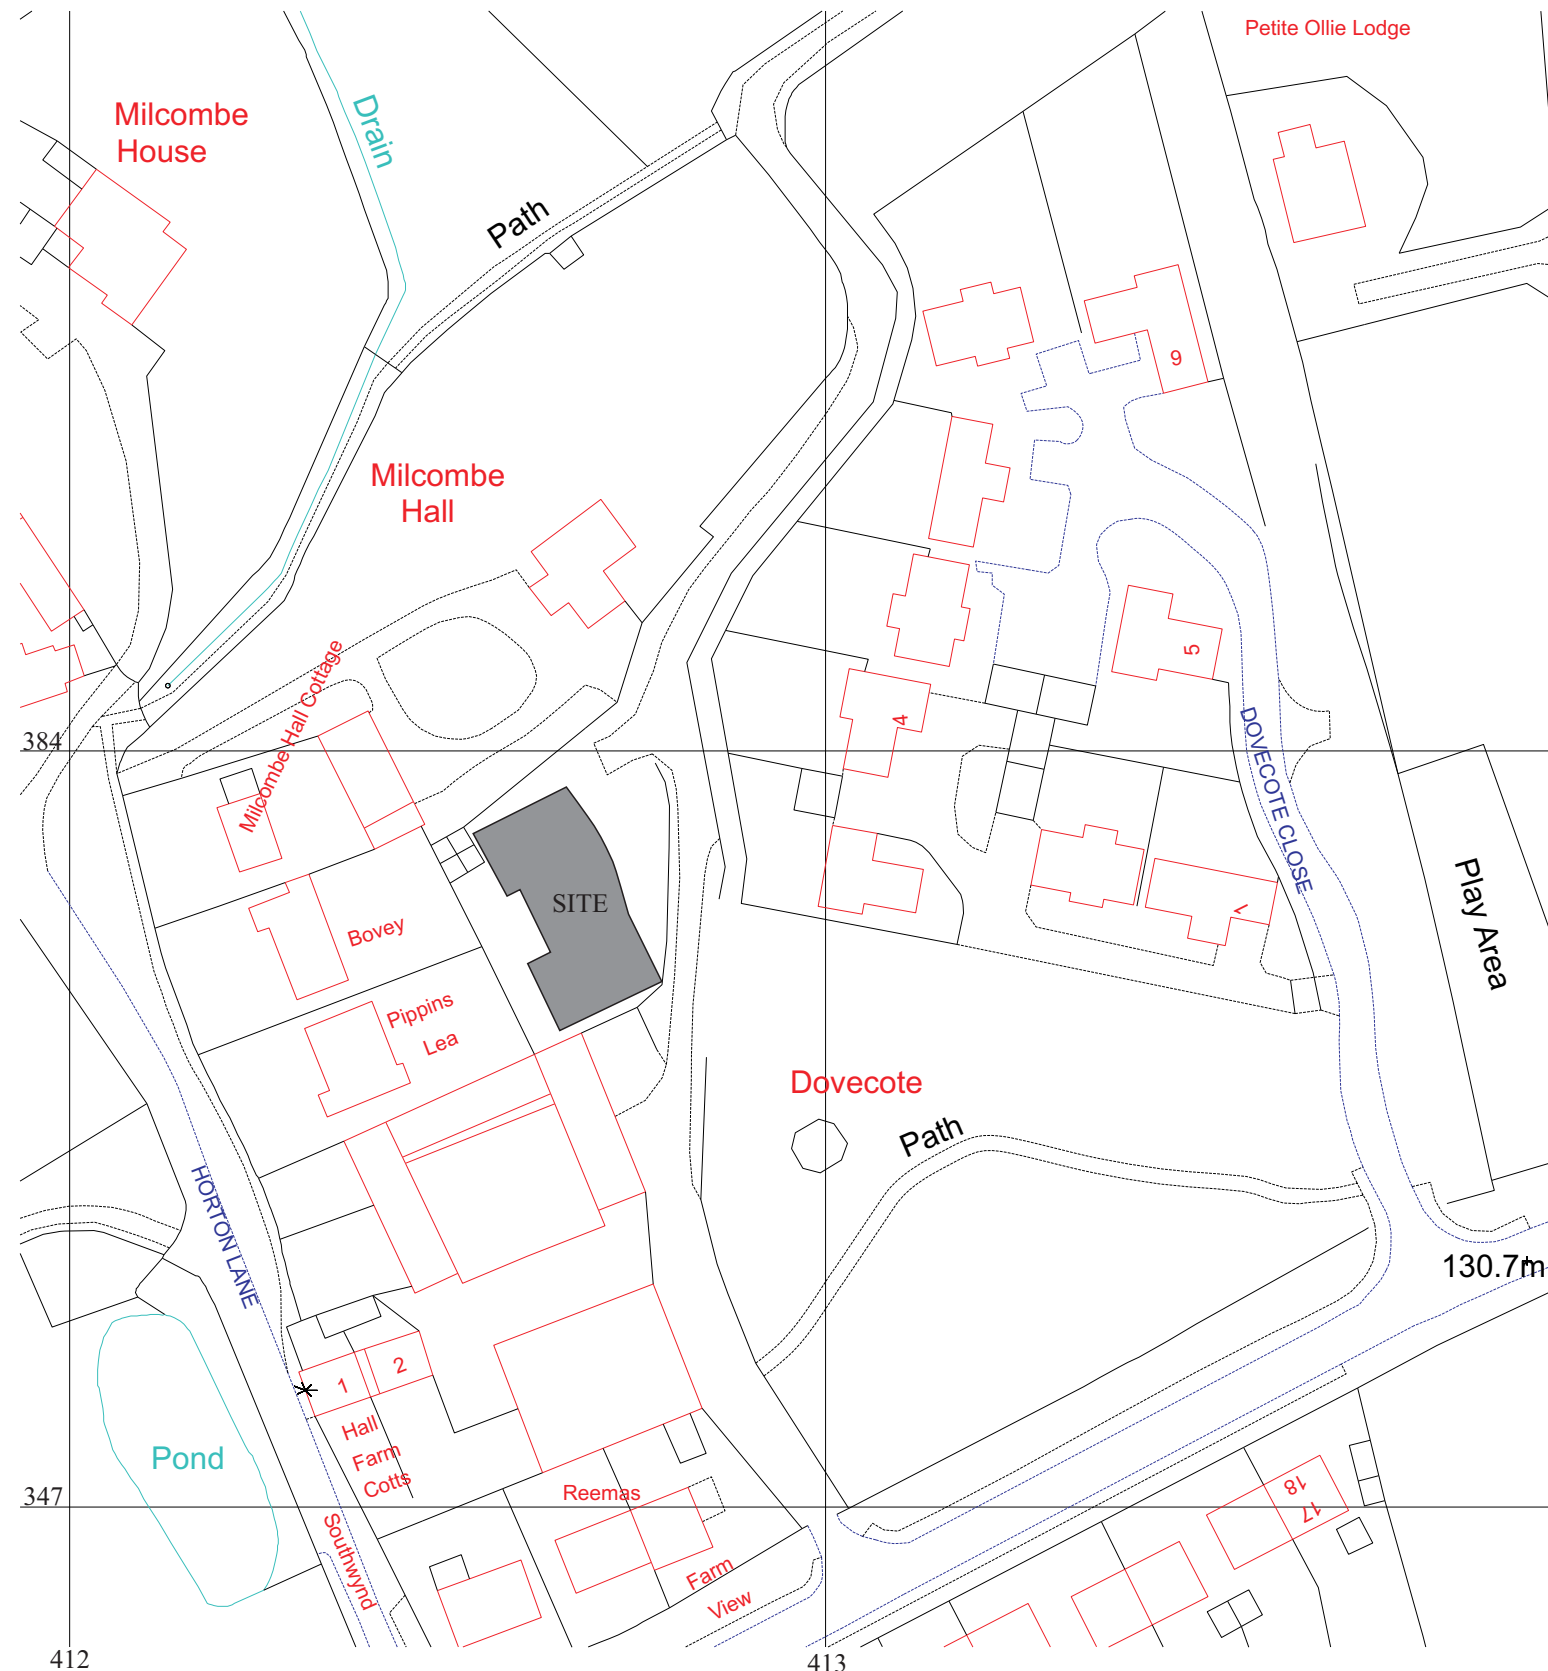 Petite Ollie Lodge
Milcombe
House
Drain
Path
9
Milcombe
Hall
5
Milcombe Hall Cottage
4
384
DOVECOTE CLOSE
SITE
Bovey
1
Play Area
Pippins
Lea
Dovecote
Path
HORTON LANE
130.7m
1
2
Hall
Farm
Cotts
Pond
Reemas
18
17
347
Southwynd
Farm
View
412
413